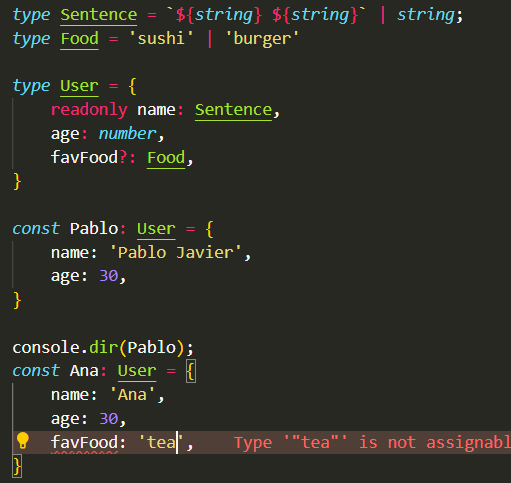 type Sentence = `${string} ${string}` | string;
type Food = 'sushi' | 'burger'
type User = {
readonly name: Sentence,
age: number,
favFood?: Food,
}
const Pablo: User = {
name: 'Pablo Javier',
age: 30,
}
console.dir(Pablo);
const Ana: User = {
name: 'Ana',
age: 30,
favFood: 'tea', Type '"tea"' is not assignabl
}